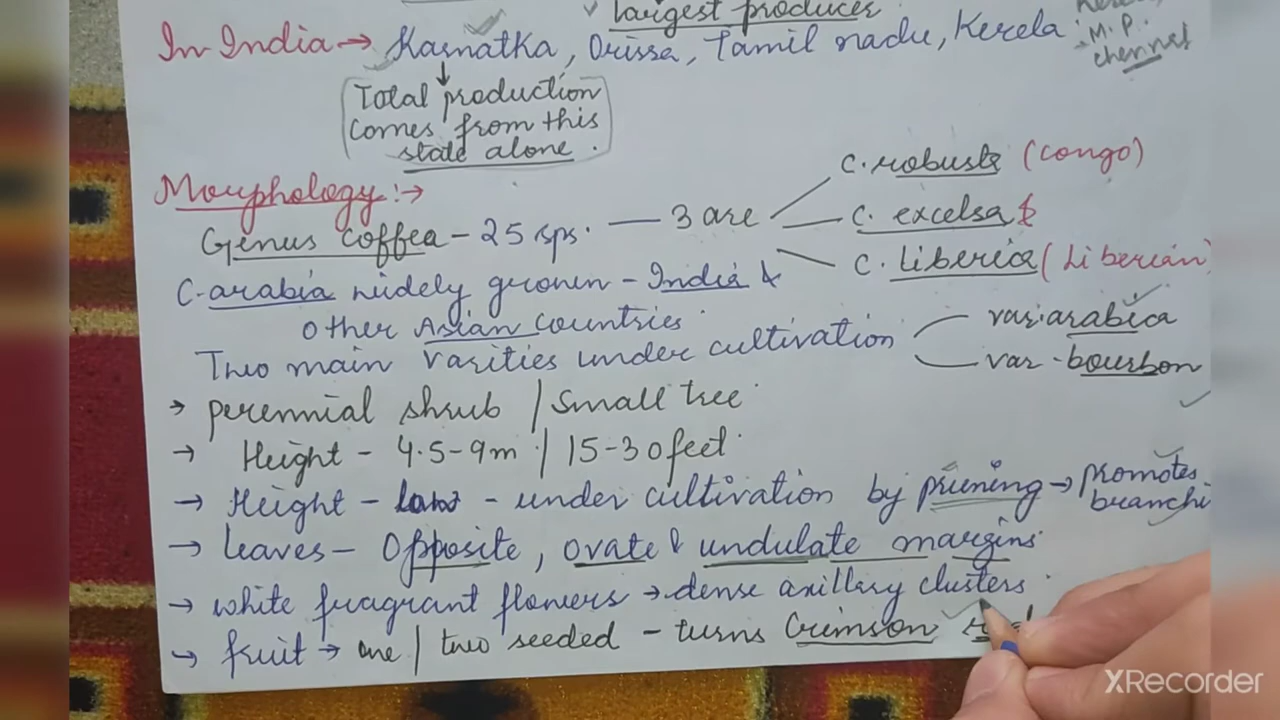 largest producer
In India → Karnatka, Orissa, Tamil nadu, Kerela
M.P.
chennai
Total production
comes from this
state alone.
Morphology :→
Genus coffea – 25 sps. — 3 are
C. robusta (congo)
C. excelsa &
C. Liberica (Liberian)
C. arabia widely grown – India &
other Asian countries
Two main varities under cultivation
var. arabica
var - bourbon
→ perennial shrub / small tree
→ Height – 4.5-9m / 15-30 feet
→ Height – low – under cultivation by pruning → promotes
branchi
→ leaves – opposite, ovate & undulate margins
→ white fragrant flowers → dense axillary clusters
→ fruit → one / two seeded – turns Crimson red
XRecorder